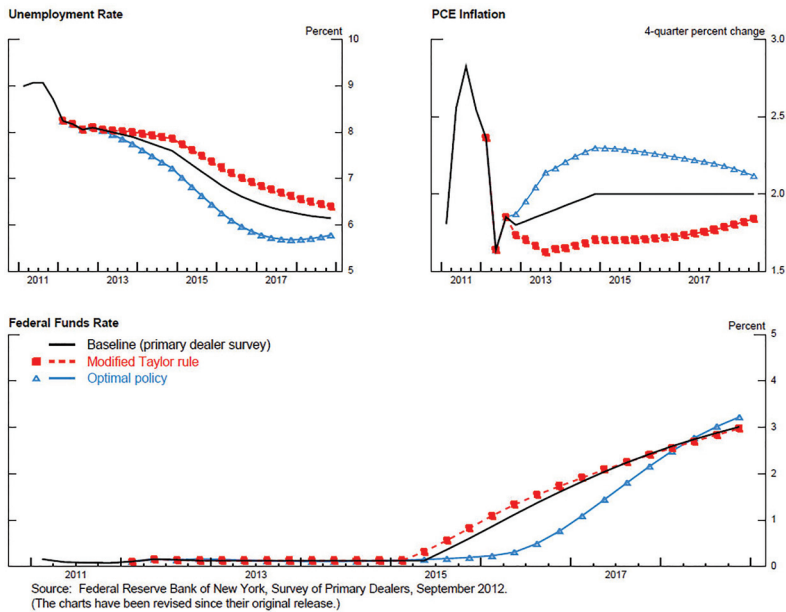 Unemployment Rate
Percent
10
9
8
7
6
5
2011 2013 2015 2017
PCE Inflation
4-quarter percent change
3.0
2.5
2.0
1.5
2011 2013 2015 2017
Federal Funds Rate
Percent
Baseline (primary dealer survey)
Modified Taylor rule
Optimal policy
5
4
3
2
1
0
2011 2013 2015 2017
Source: Federal Reserve Bank of New York, Survey of Primary Dealers, September 2012.
(The charts have been revised since their original release.)